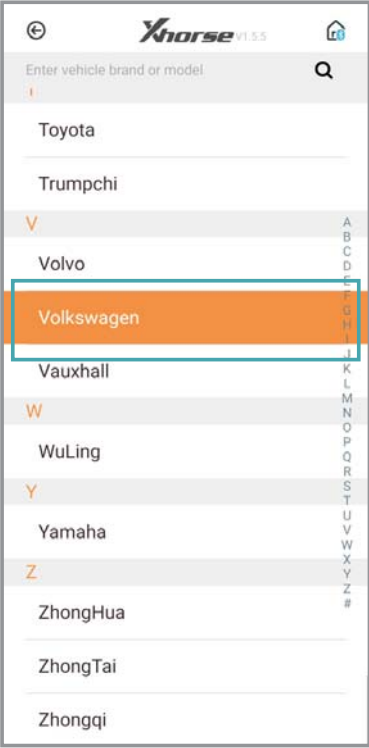 Xhorse V1.5.5
Enter vehicle brand or model
Toyota
Trumpchi
V
Volvo
Volkswagen
Vauxhall
W
WuLing
Y
Yamaha
Z
ZhongHua
ZhongTai
Zhongqi
A
B
C
D
E
F
G
H
I
J
K
L
M
N
O
P
Q
R
S
T
U
V
W
X
Y
Z
#